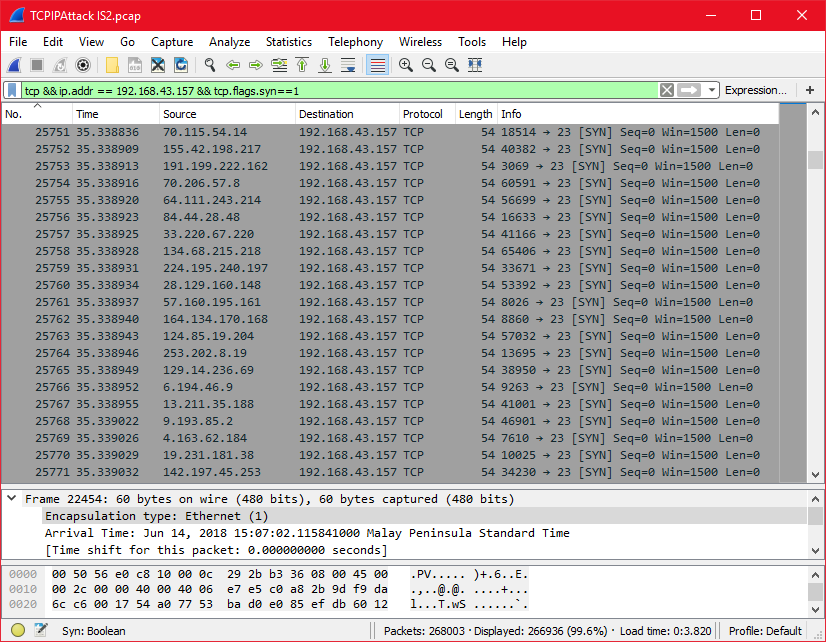 TCPIPAttack IS2.pcap
File Edit View Go Capture Analyze Statistics Telephony Wireless Tools Help
tcp && ip.addr == 192.168.43.157 && tcp.flags.syn==1 Expression... +
No. Time Source Destination Protocol Length Info
25751 35.338836 70.115.54.14 192.168.43.157 TCP 54 18514 → 23 [SYN] Seq=0 Win=1500 Len=0
25752 35.338909 155.42.198.217 192.168.43.157 TCP 54 40382 → 23 [SYN] Seq=0 Win=1500 Len=0
25753 35.338913 191.199.222.162 192.168.43.157 TCP 54 3069 → 23 [SYN] Seq=0 Win=1500 Len=0
25754 35.338916 70.206.57.8 192.168.43.157 TCP 54 60591 → 23 [SYN] Seq=0 Win=1500 Len=0
25755 35.338920 64.111.243.214 192.168.43.157 TCP 54 56699 → 23 [SYN] Seq=0 Win=1500 Len=0
25756 35.338923 84.44.28.48 192.168.43.157 TCP 54 16633 → 23 [SYN] Seq=0 Win=1500 Len=0
25757 35.338925 33.220.67.220 192.168.43.157 TCP 54 41166 → 23 [SYN] Seq=0 Win=1500 Len=0
25758 35.338928 134.68.215.218 192.168.43.157 TCP 54 65406 → 23 [SYN] Seq=0 Win=1500 Len=0
25759 35.338931 224.195.240.197 192.168.43.157 TCP 54 33671 → 23 [SYN] Seq=0 Win=1500 Len=0
25760 35.338934 28.129.160.148 192.168.43.157 TCP 54 53392 → 23 [SYN] Seq=0 Win=1500 Len=0
25761 35.338937 57.160.195.161 192.168.43.157 TCP 54 8026 → 23 [SYN] Seq=0 Win=1500 Len=0
25762 35.338940 164.134.170.168 192.168.43.157 TCP 54 8860 → 23 [SYN] Seq=0 Win=1500 Len=0
25763 35.338943 124.85.19.204 192.168.43.157 TCP 54 57032 → 23 [SYN] Seq=0 Win=1500 Len=0
25764 35.338946 253.202.8.19 192.168.43.157 TCP 54 13695 → 23 [SYN] Seq=0 Win=1500 Len=0
25765 35.338949 129.14.236.69 192.168.43.157 TCP 54 38950 → 23 [SYN] Seq=0 Win=1500 Len=0
25766 35.338952 6.194.46.9 192.168.43.157 TCP 54 9263 → 23 [SYN] Seq=0 Win=1500 Len=0
25767 35.338955 13.211.35.188 192.168.43.157 TCP 54 41001 → 23 [SYN] Seq=0 Win=1500 Len=0
25768 35.339022 9.193.85.2 192.168.43.157 TCP 54 46901 → 23 [SYN] Seq=0 Win=1500 Len=0
25769 35.339026 4.163.62.184 192.168.43.157 TCP 54 7610 → 23 [SYN] Seq=0 Win=1500 Len=0
25770 35.339029 19.231.181.38 192.168.43.157 TCP 54 10025 → 23 [SYN] Seq=0 Win=1500 Len=0
25771 35.339032 142.197.45.253 192.168.43.157 TCP 54 34230 → 23 [SYN] Seq=0 Win=1500 Len=0
Frame 22454: 60 bytes on wire (480 bits), 60 bytes captured (480 bits)
Encapsulation type: Ethernet (1)
Arrival Time: Jun 14, 2018 15:07:02.115841000 Malay Peninsula Standard Time
[Time shift for this packet: 0.000000000 seconds]
0000 00 50 56 e0 c8 10 00 0c 29 2b b3 36 08 00 45 00 .PV..... )+.6..E.
0010 00 2c 00 00 40 00 40 06 e7 e5 c0 a8 2b 9d f9 da .,..@.@. ....+...
0020 6c c6 00 17 54 a0 77 53 ba d0 e0 85 ef db 60 12 l...T.wS ......`.
Syn: Boolean Packets: 268003 · Displayed: 266936 (99.6%) · Load time: 0:3.820 Profile: Default